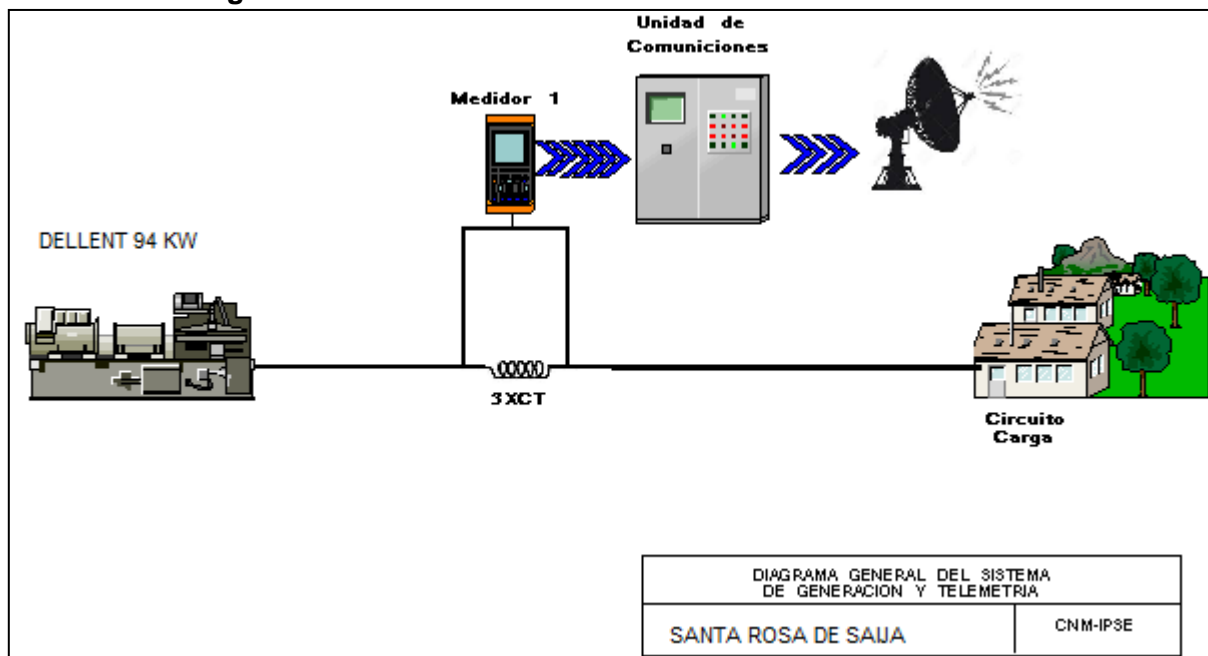 Unidad de
Comuniciones
Medidor 1
DELLENT 94 KW
3XCT
Circuito
Carga
DIAGRAMA GENERAL DEL SISTEMA
DE GENERACION Y TELEMETRIA
SANTA ROSA DE SAIJA
CNM-IPSE